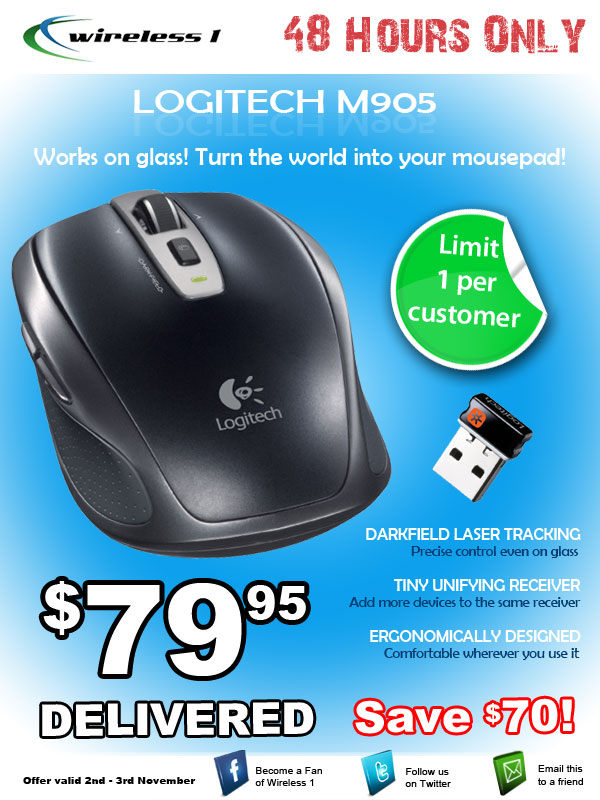 wireless 1
48 HOURS ONLY
LOGITECH M905
Works on glass! Turn the world into your mousepad!
Limit
1 per
customer
DARKFIELD
Logitech
Logitech
DARKFIELD LASER TRACKING
Precise control even on glass
TINY UNIFYING RECEIVER
Add more devices to the same receiver
ERGONOMICALLY DESIGNED
Comfortable wherever you use it
$79 95
DELIVERED
Save $70!
Offer valid 2nd - 3rd November
Become a Fan
of Wireless 1
Follow us
on Twitter
Email this
to a friend